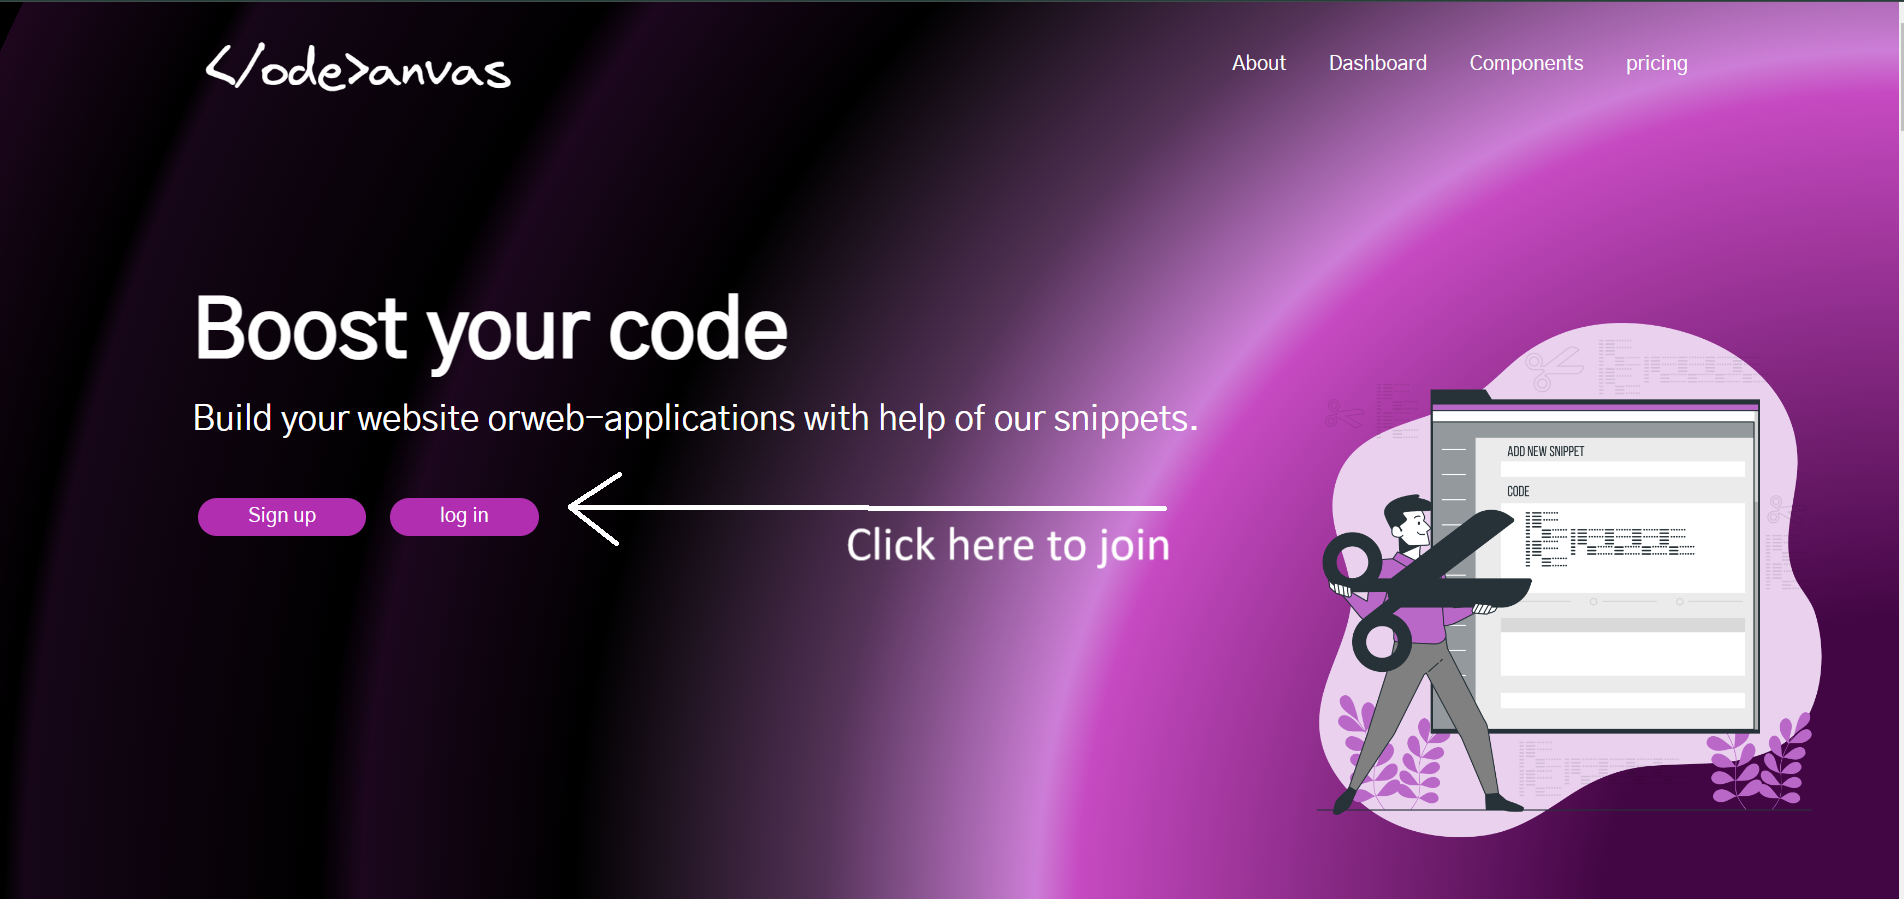 </ode>anvas
About Dashboard Components pricing
Boost your code
Build your website orweb-applications with help of our snippets.
Sign up log in
Click here to join
ADD NEW SNIPPET
CODE